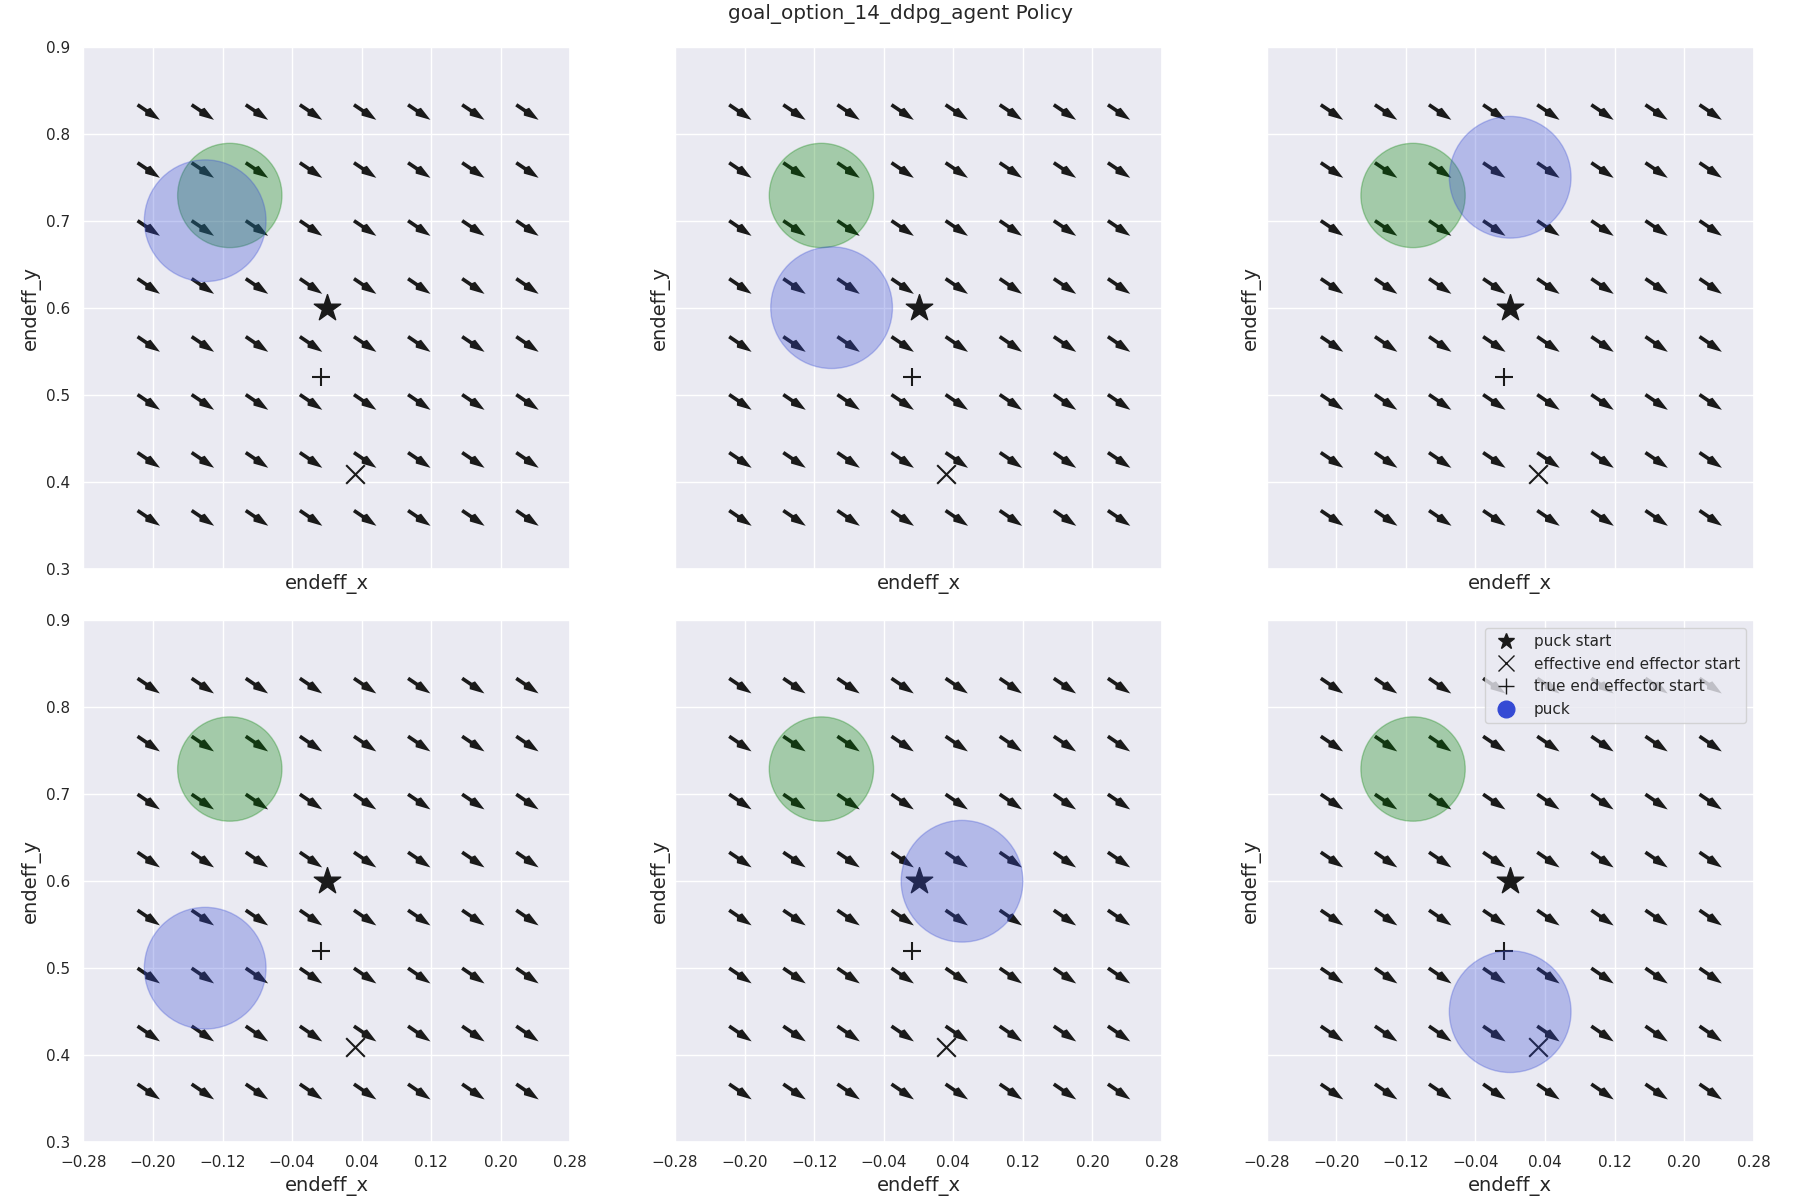 goal_option_14_ddpg_agent Policy
0.9
0.8
0.7
0.6
0.5
0.4
0.3
endeff_y
endeff_x
endeff_y
endeff_x
endeff_y
endeff_x
0.9
0.8
0.7
0.6
0.5
0.4
0.3
endeff_y
−0.28 −0.20 −0.12 −0.04 0.04 0.12 0.20 0.28
endeff_x
endeff_y
−0.28 −0.20 −0.12 −0.04 0.04 0.12 0.20 0.28
endeff_x
puck start
effective end effector start
true end effector start
puck
endeff_y
−0.28 −0.20 −0.12 −0.04 0.04 0.12 0.20 0.28
endeff_x